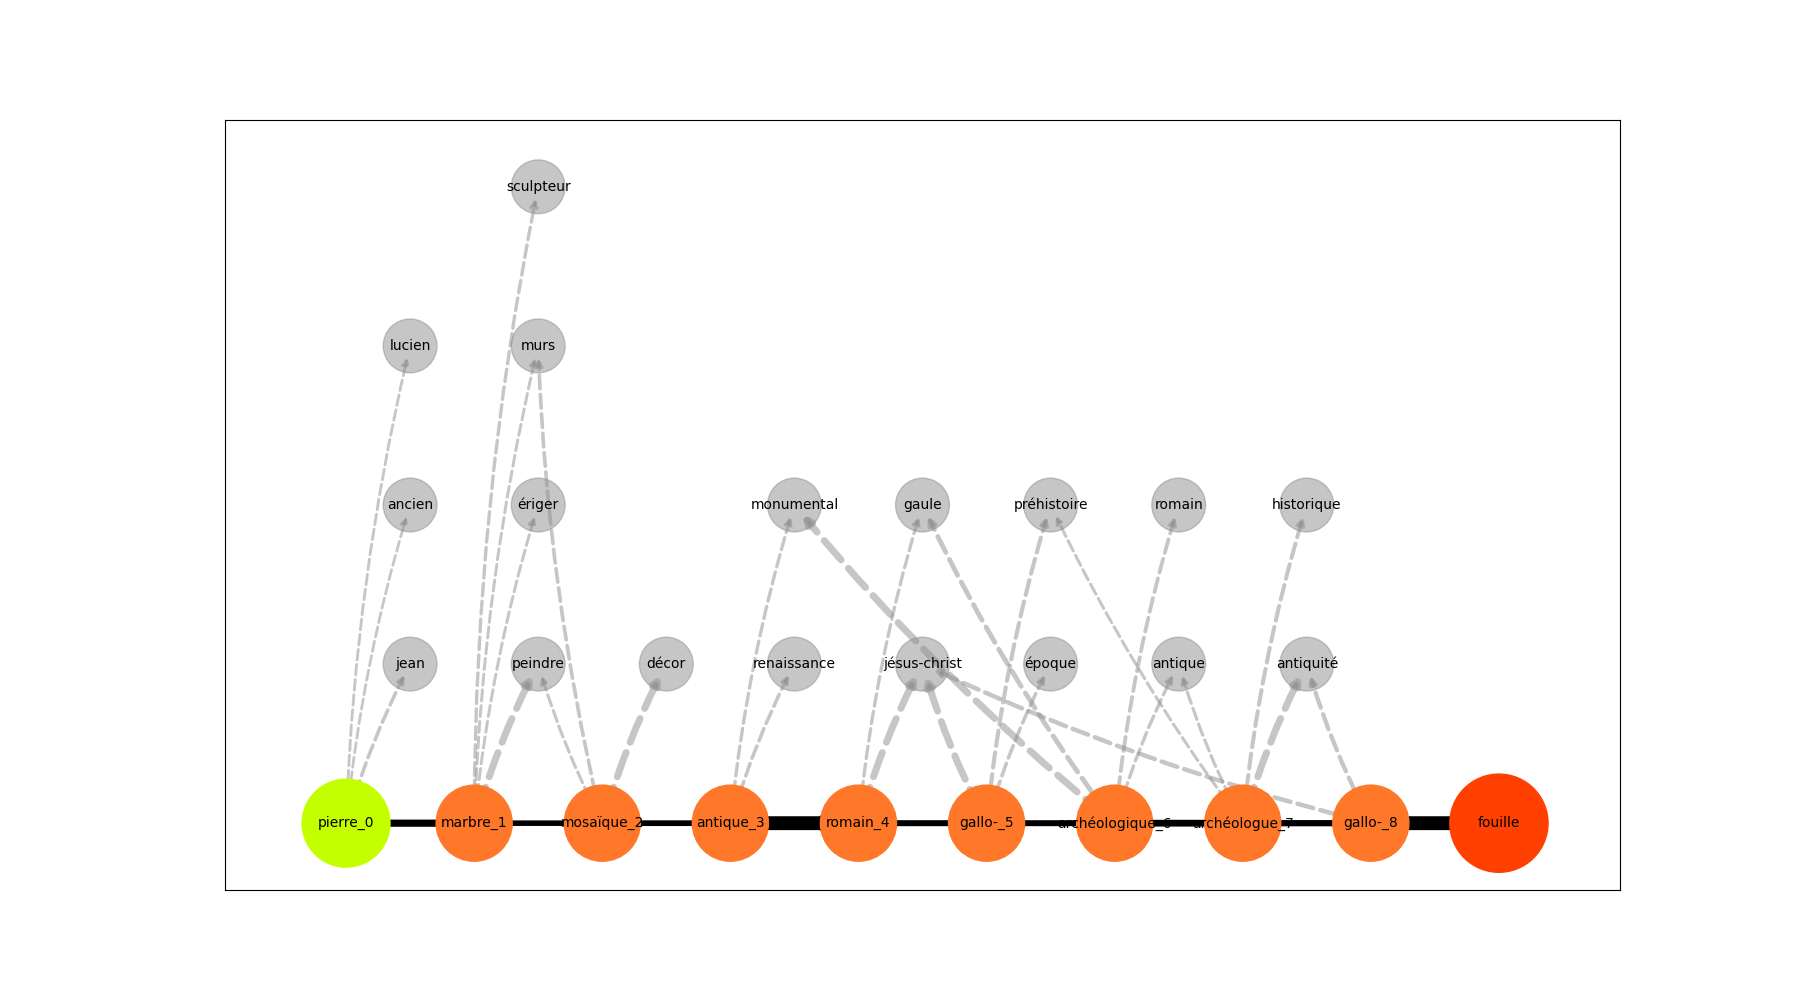 sculpteur
lucien
murs
ancien
ériger
monumental
gaule
préhistoire
romain
historique
jean
peindre
décor
renaissance
jésus-christ
époque
antique
antiquité
pierre_0
marbre_1
mosaïque_2
antique_3
romain_4
gallo-_5
archéologique_6
archéologue_7
gallo-_8
fouille